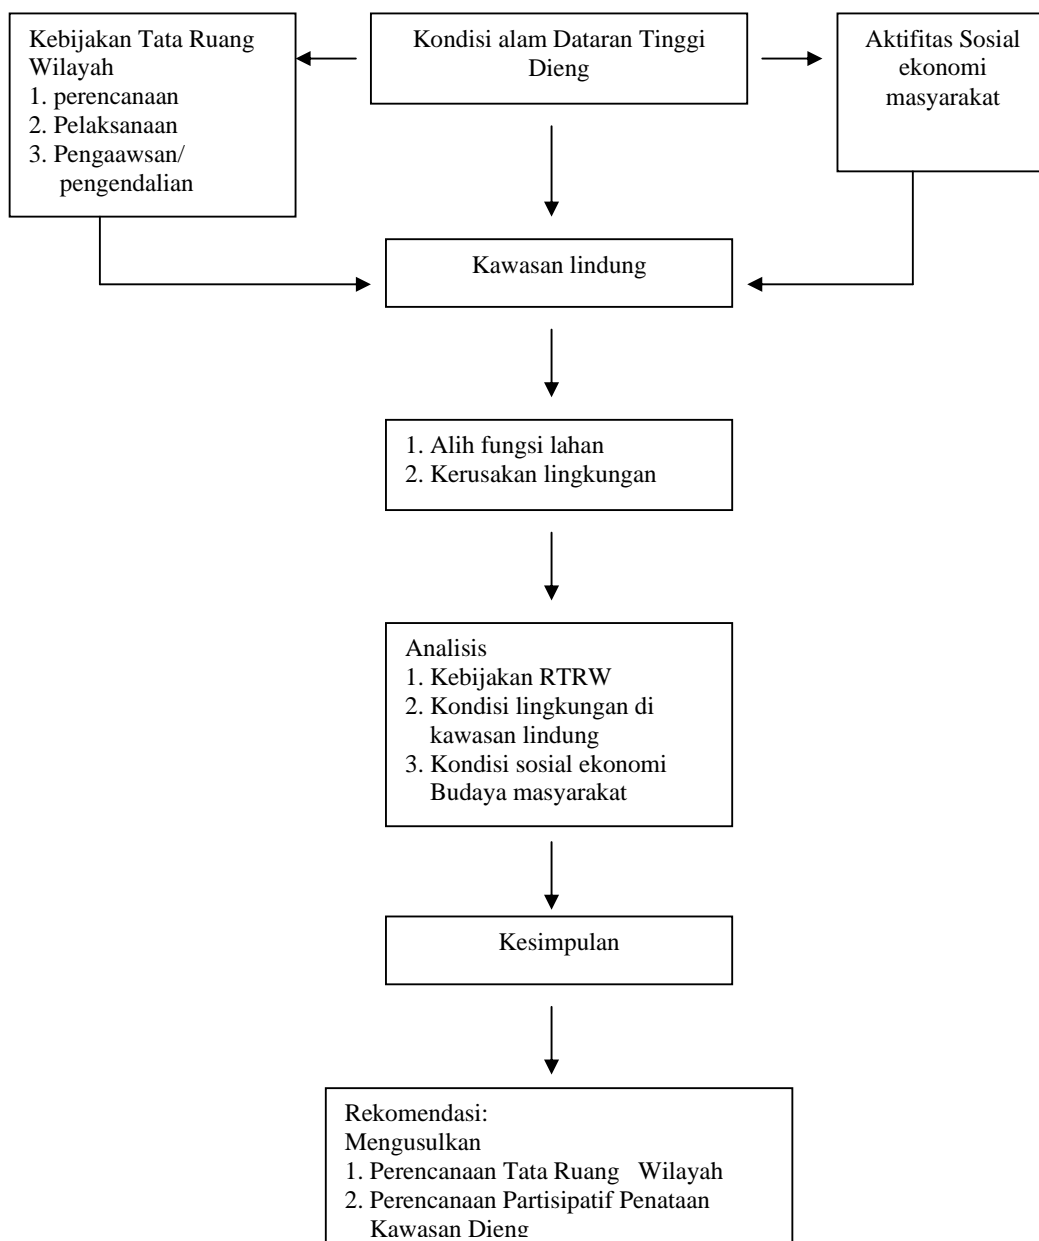 Kebijakan Tata Ruang
Wilayah
1. perencanaan
2. Pelaksanaan
3. Pengaawsan/
pengendalian
Kondisi alam Dataran Tinggi
Dieng
Aktifitas Sosial
ekonomi
masyarakat
Kawasan lindung
1. Alih fungsi lahan
2. Kerusakan lingkungan
Analisis
1. Kebijakan RTRW
2. Kondisi lingkungan di
kawasan lindung
3. Kondisi sosial ekonomi
Budaya masyarakat
Kesimpulan
Rekomendasi:
Mengusulkan
1. Perencanaan Tata Ruang Wilayah
2. Perencanaan Partisipatif Penataan
Kawasan Dieng